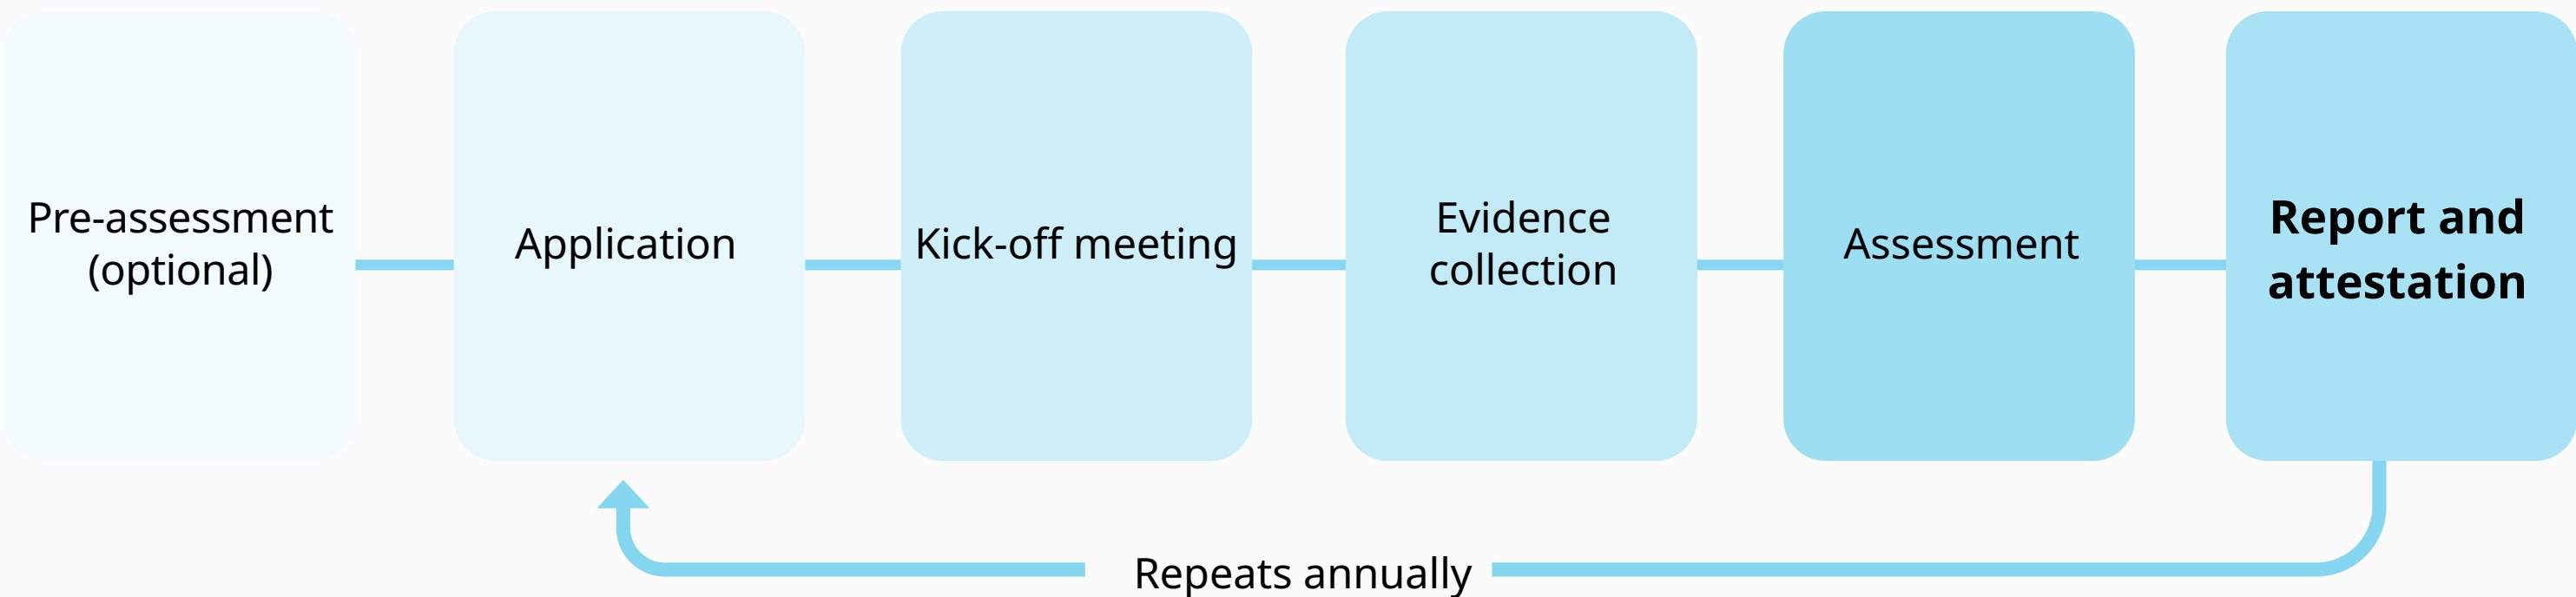 Pre-assessment
(optional)
Application
Kick-off meeting
Evidence
collection
Assessment
Report and
attestation
Repeats annually